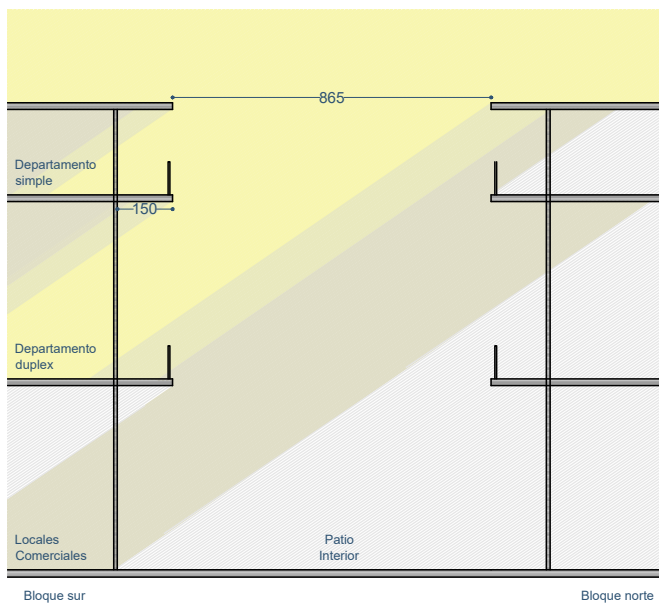 865
Departamento
simple
150
Departamento
duplex
Locales
Comerciales
Patio
Interior
Bloque sur
Bloque norte